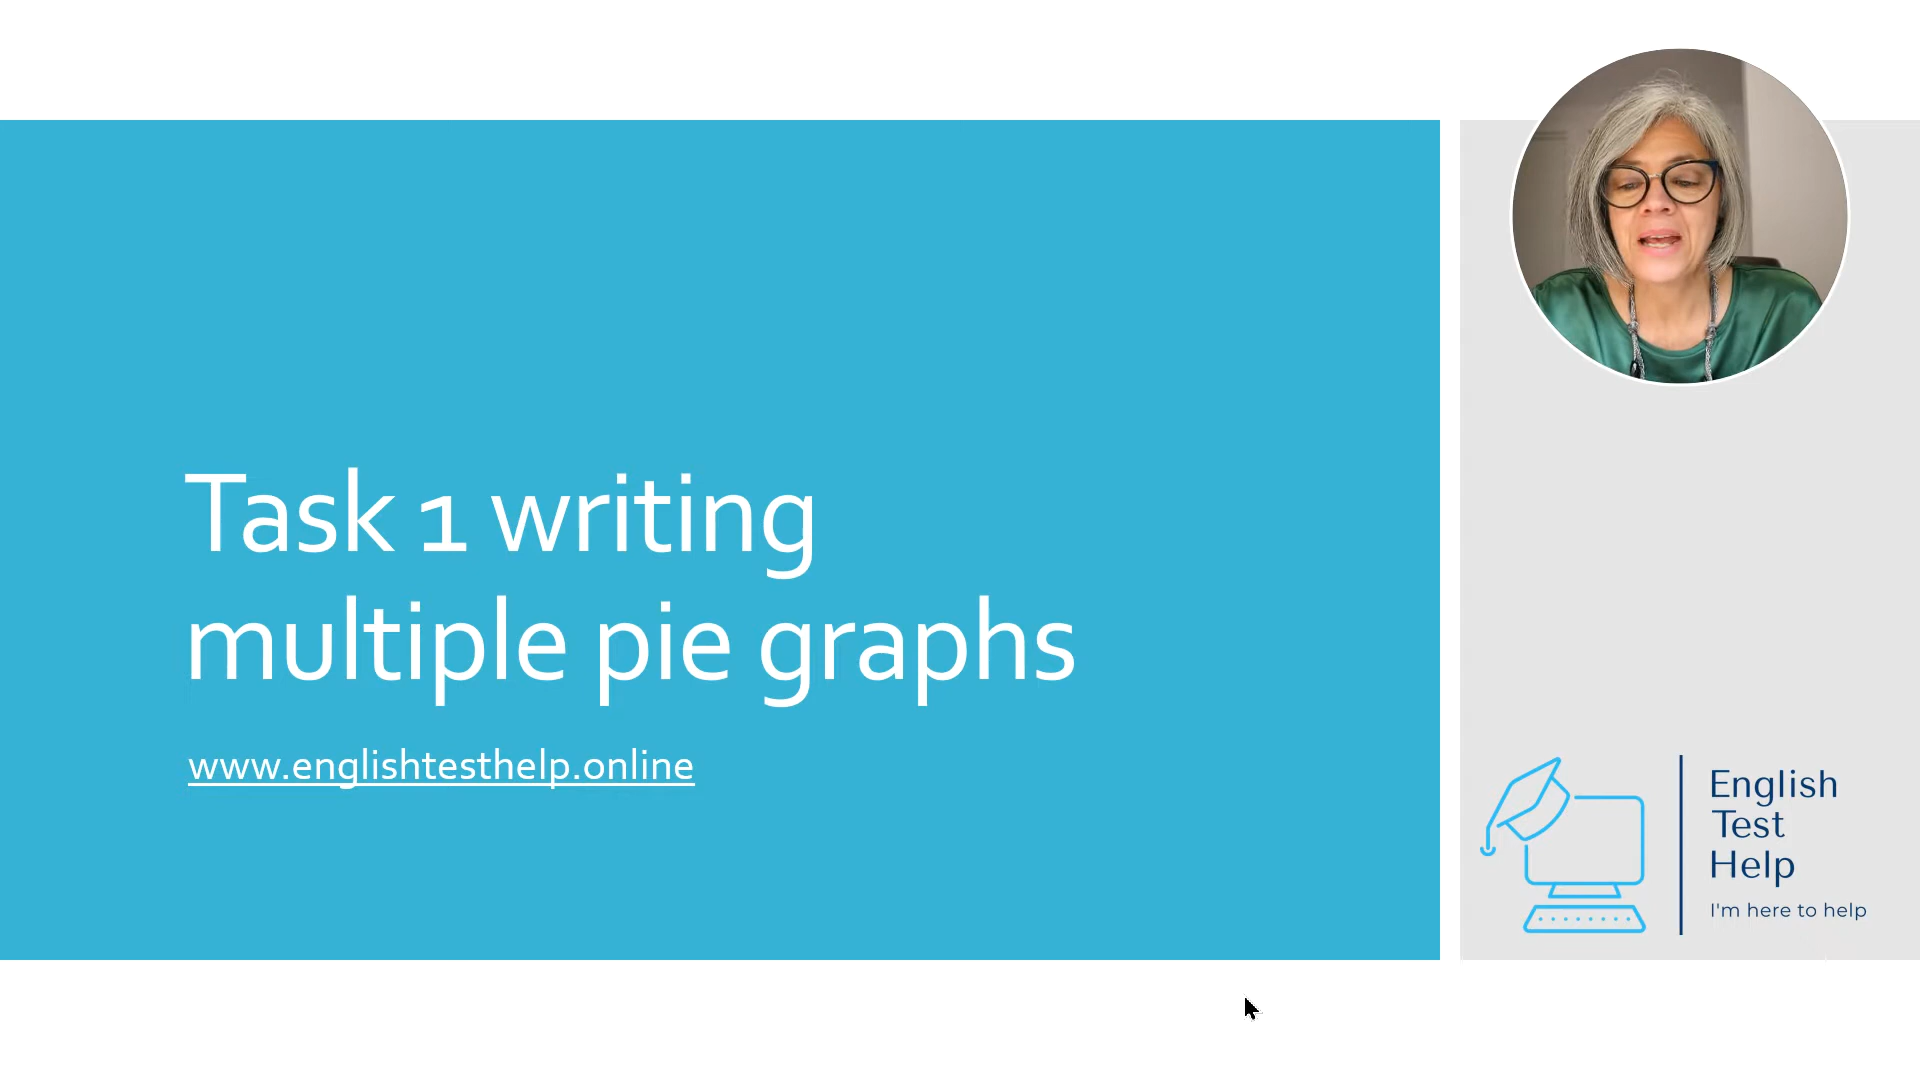 Task 1 writing
multiple pie graphs
www.englishtesthelp.online
English
Test
Help
I'm here to help